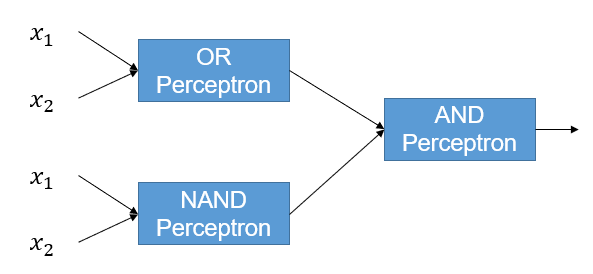 x₁
x₂
OR
Perceptron
AND
Perceptron
x₁
x₂
NAND
Perceptron